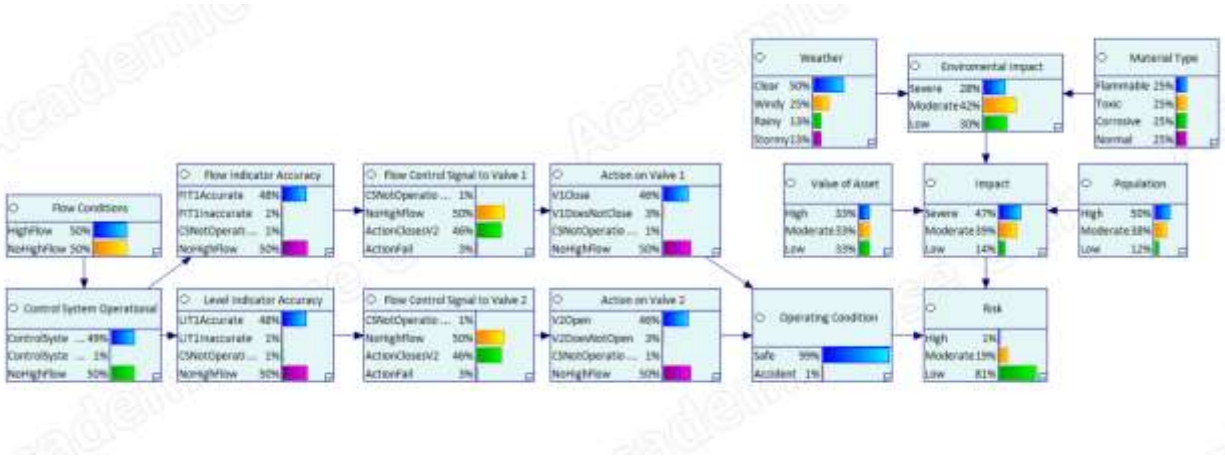 Weather
Clear 50%
Windy 25%
Rainy 13%
Stormy 13%
Enviromental Impact
Severe 28%
Moderate 42%
Low 30%
Material Type
Flammable 25%
Toxic 25%
Corrosive 25%
Normal 25%
Flow Conditions
HighFlow 50%
NoHighFlow 50%
Flow Indicator Accuracy
FIT1Accurate 48%
FIT1Inaccurate 1%
CSNotOperati ... 1%
NoHighFlow 50%
Flow Control Signal to Valve 1
CSNotOperatio ... 1%
NoHighFlow 50%
ActionClosesV2 46%
ActionFail 3%
Action on Valve 1
V1Close 46%
V1DoesNotClose 3%
CSNotOperatio ... 1%
NoHighFlow 50%
Value of Asset
High 33%
Moderate 33%
Low 33%
Impact
Severe 47%
Moderate 39%
Low 14%
Population
High 50%
Moderate 38%
Low 12%
Control System Operational
ControlSyste ... 49%
ControlSyste ... 1%
NoHighFlow 50%
Level Indicator Accuracy
LIT1Accurate 48%
LIT1Inaccurate 1%
CSNotOperati ... 1%
NoHighFlow 50%
Flow Control Signal to Valve 2
CSNotOperatio ... 1%
NoHighFlow 50%
ActionClosesV2 46%
ActionFail 3%
Action on Valve 2
V2Open 46%
3%
CSNotOperatio ... 1%
NoHighFlow 50%
Operating Condition
Safe 99%
Accident 1%
Risk
High 1%
Moderate 19%
Low 81%